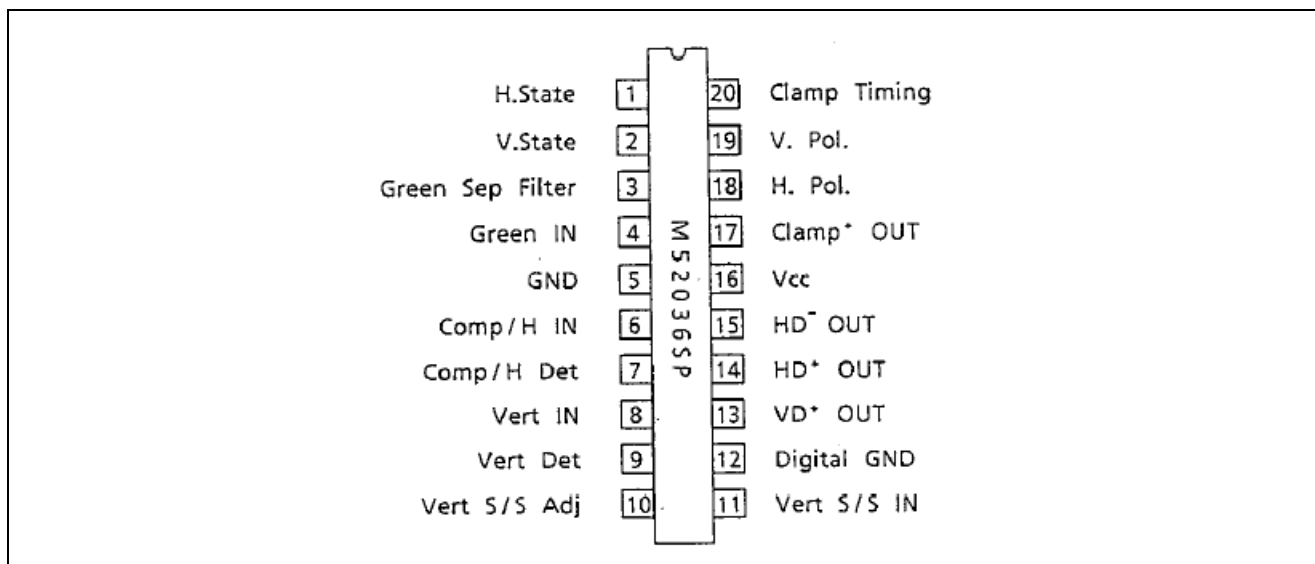 H.State 1 20 Clamp Timing
V.State 2 19 V. Pol.
Green Sep Filter 3 18 H. Pol.
Green IN 4 17 Clamp⁺ OUT
GND 5 16 Vcc
Comp/H IN 6 15 HD⁻ OUT
Comp/H Det 7 14 HD⁺ OUT
Vert IN 8 13 VD⁺ OUT
Vert Det 9 12 Digital GND
Vert S/S Adj 10 11 Vert S/S IN
M52036SP